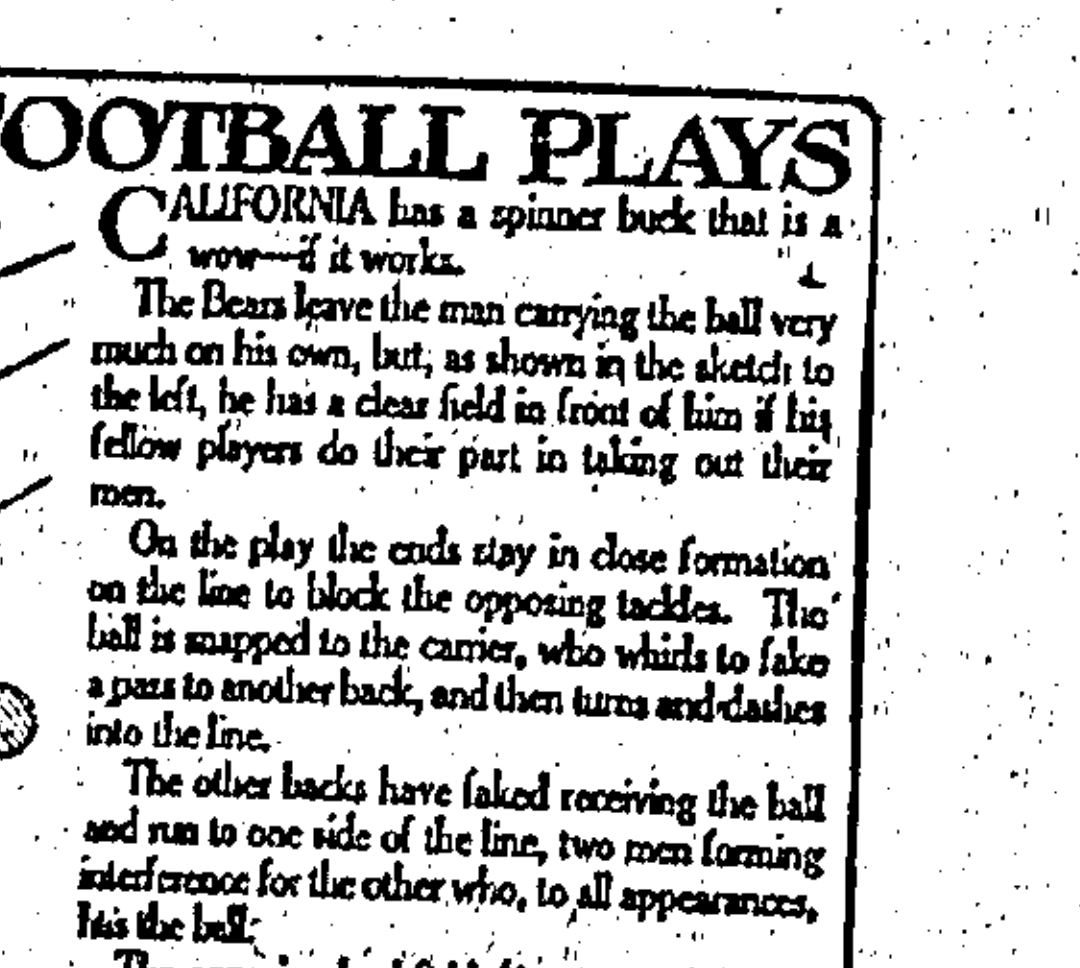 FOOTBALL PLAYS
CALIFORNIA has a spinner buck that is a
wow—if it works.
The Bears leave the man carrying the ball very
much on his own, but, as shown in the sketch to
the left, he has a clear field in front of him if his
fellow players do their part in taking out their
men.
On the play the ends stay in close formation
on the line to block the opposing tackles. The
ball is snapped to the carrier, who whirls to fake
a pass to another back, and then turns and dashes
into the line.
The other backs have faked receiving the ball
and run to one side of the line, two men forming
interference for the other who, to all appearances,
has the ball.